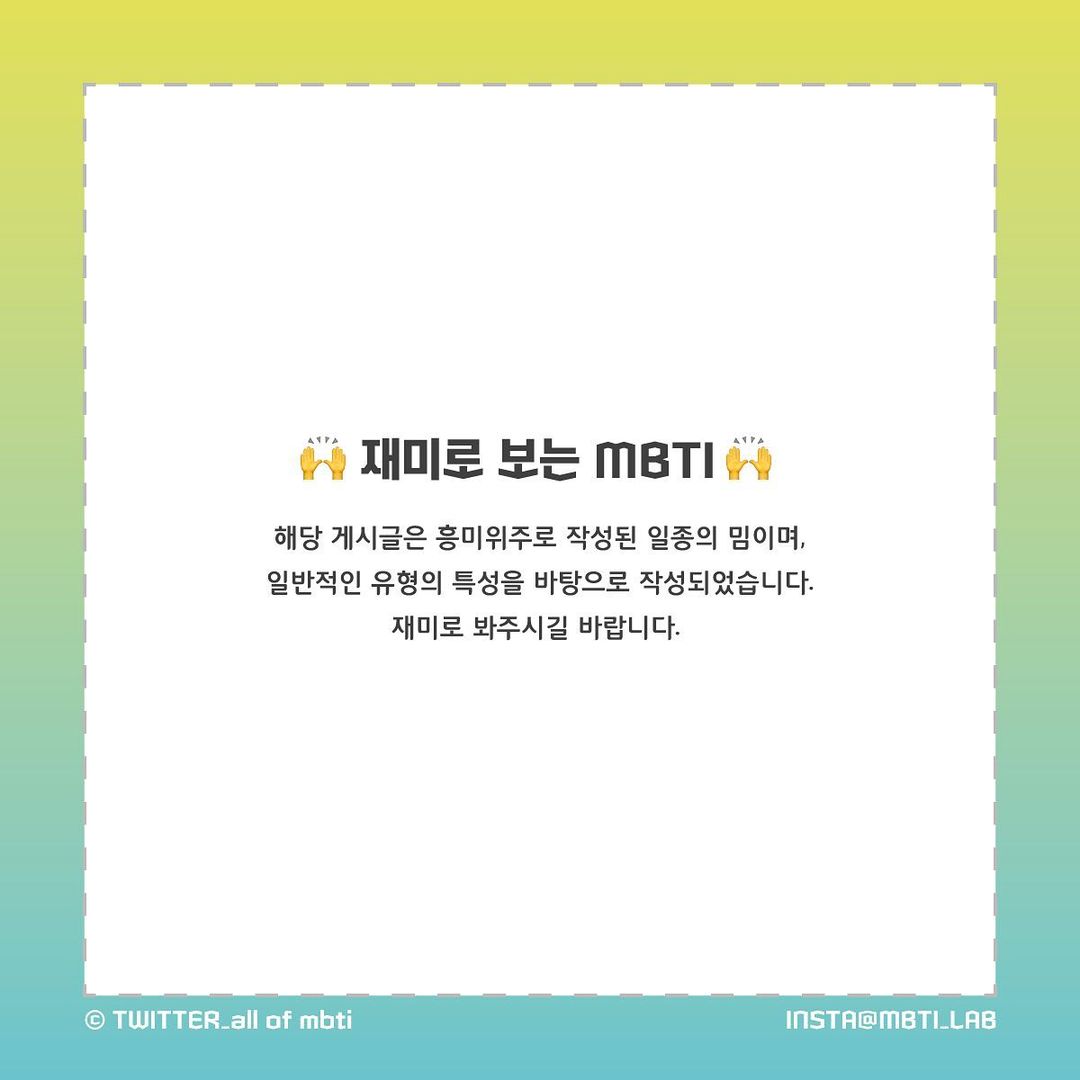 🙌 재미로 보는 MBTI 🙌
해당 게시글은 흥미위주로 작성된 일종의 밈이며,
일반적인 유형의 특성을 바탕으로 작성되었습니다.
재미로 봐주시길 바랍니다.
© TWITTER_all of mbti
INSTA@MBTI_LAB